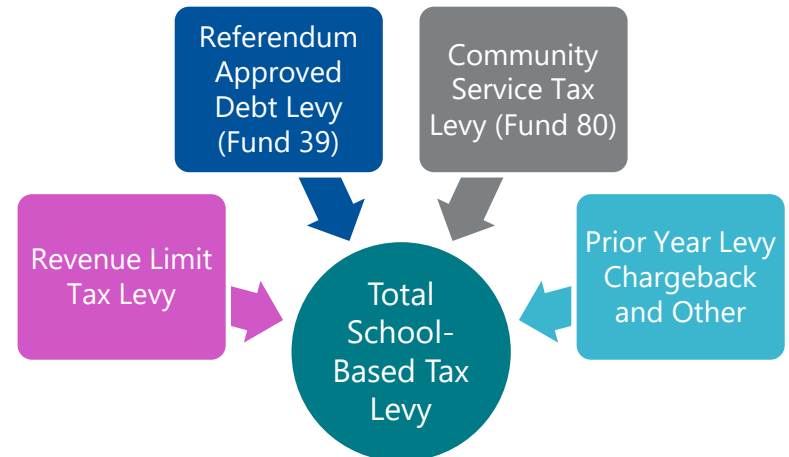 Referendum
Approved
Debt Levy
(Fund 39)
Community
Service Tax
Levy (Fund 80)
Revenue Limit
Tax Levy
Prior Year Levy
Chargeback
and Other
Total
School-
Based Tax
Levy